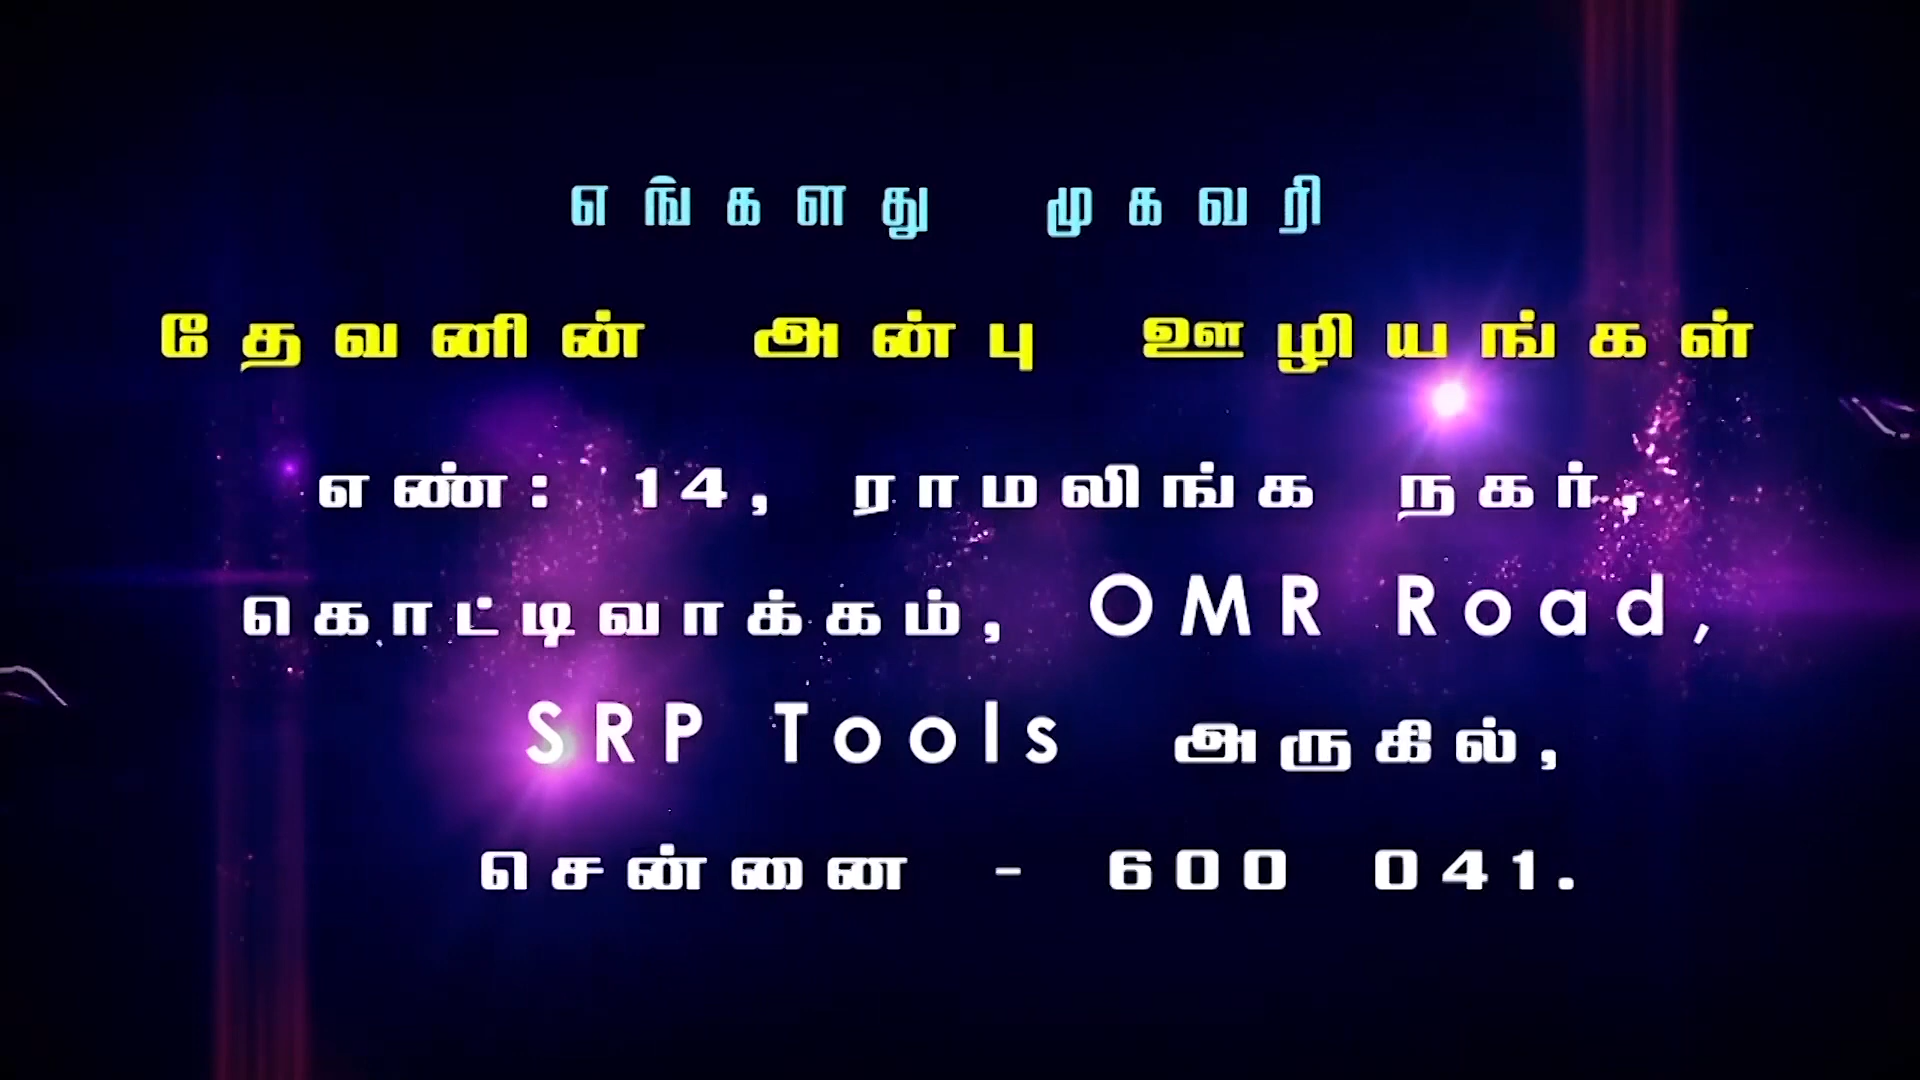 எங்களது முகவரி
தேவனின் அன்பு ஊழியங்கள்
எண்: 14, ராமலிங்க நகர்,
கொட்டிவாக்கம், OMR Road,
SRP Tools அருகில்,
சென்னை - 600 041.